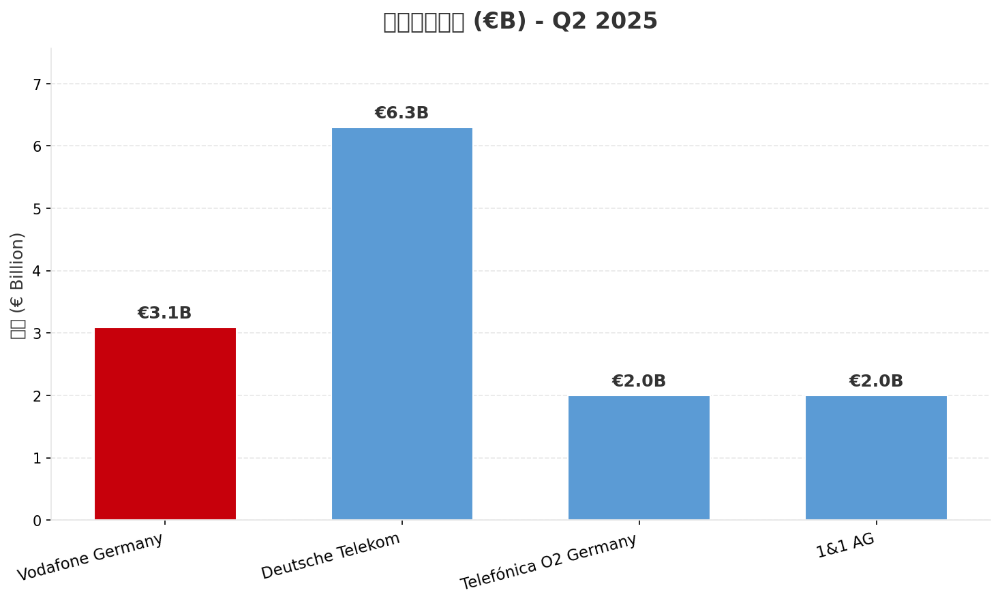 (€B) - Q2 2025
(€ Billion)
7
6
5
4
3
2
1
0
€3.1B
€6.3B
€2.0B
€2.0B
Vodafone Germany
Deutsche Telekom
Telefónica O2 Germany
1&1 AG